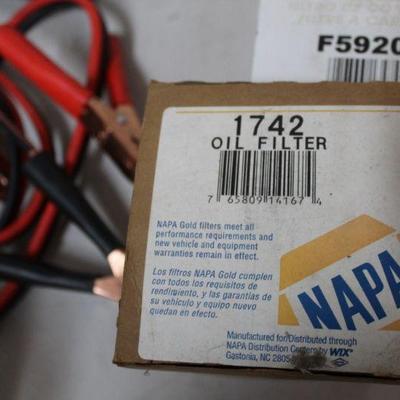 F5920
1742
OIL FILTER
7 65809 14167 4
NAPA Gold filters meet all
performance requirements and
new vehicle and equipment
warranties remain in effect.
Los filtros NAPA Gold cumplen
con todos los requisitos de
rendimiento, y las garantías de
su vehículo y equipo nuevo
quedan en efecto.
NAPA
Manufactured for/Distributed through
NAPA Distribution Centers by WIX
Gastonia, NC 2805